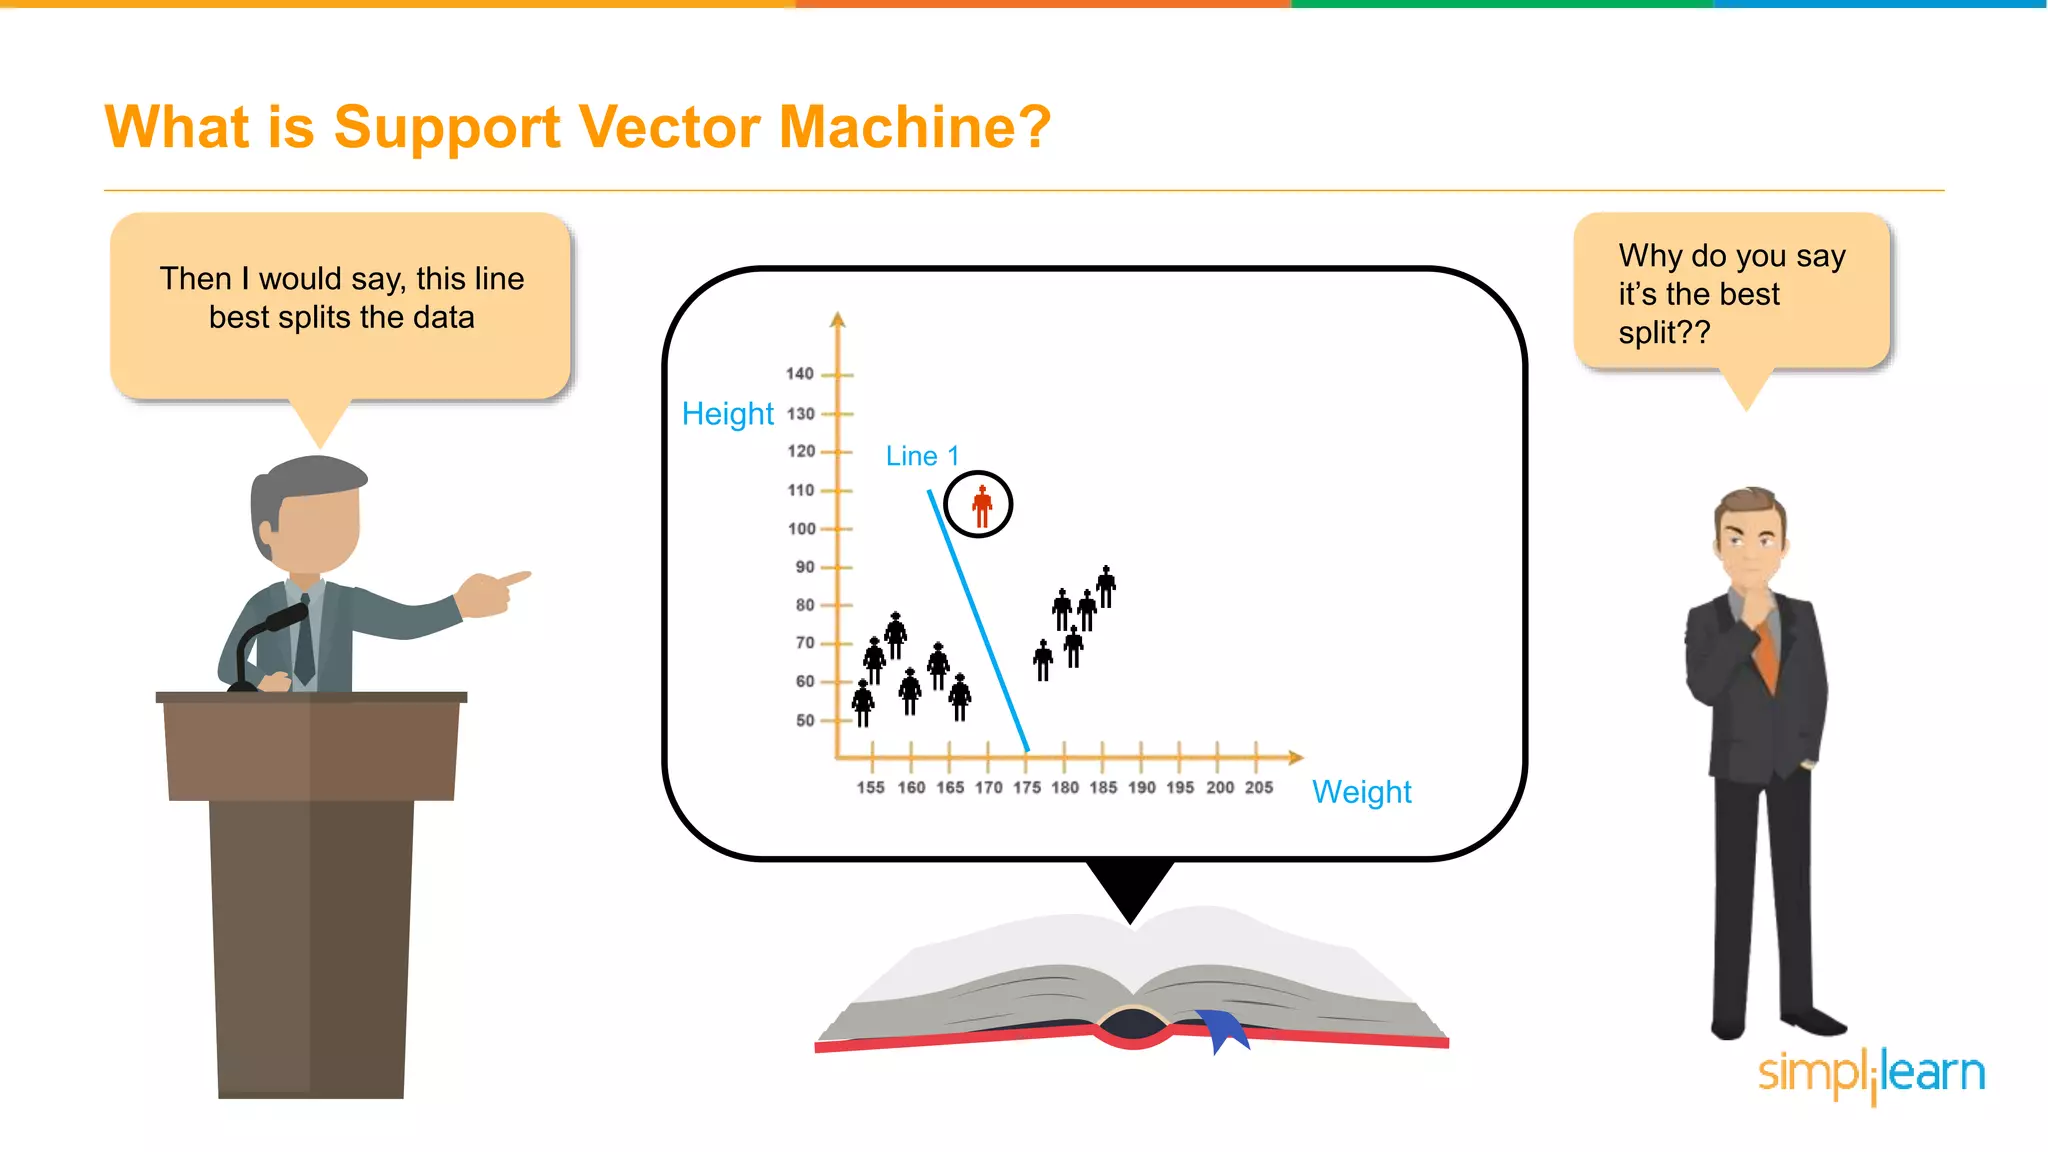 What is Support Vector Machine?
Then I would say, this line
best splits the data
Why do you say
it’s the best
split??
Height
140
130
120
110
100
90
80
70
60
50
Line 1
155 160 165 170 175 180 185 190 195 200 205
Weight
simplilearn